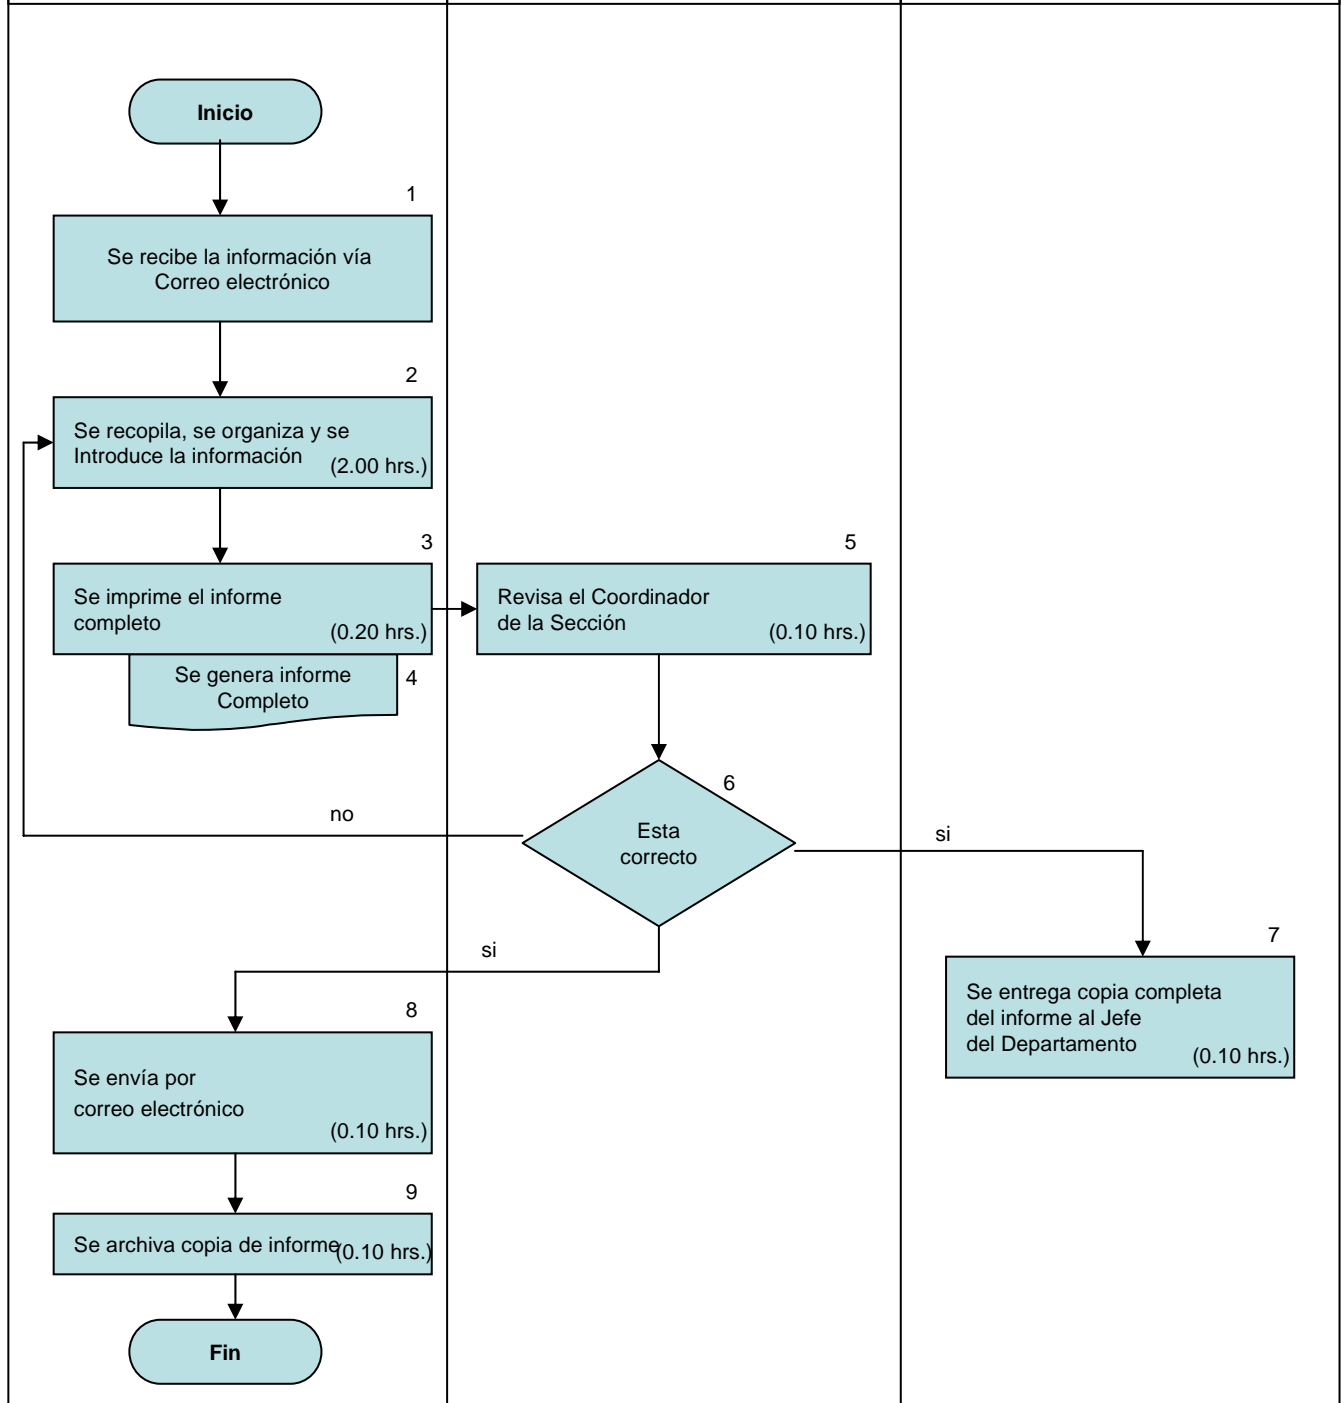 Inicio
1
Se recibe la información vía
Correo electrónico
2
Se recopila, se organiza y se
Introduce la información
(2.00 hrs.)
3
Se imprime el informe
completo
(0.20 hrs.)
Se genera informe
Completo
4
5
Revisa el Coordinador
de la Sección
(0.10 hrs.)
6
Esta
correcto
no
si
si
7
Se entrega copia completa
del informe al Jefe
del Departamento
(0.10 hrs.)
8
Se envía por
correo electrónico
(0.10 hrs.)
9
Se archiva copia de informe
(0.10 hrs.)
Fin